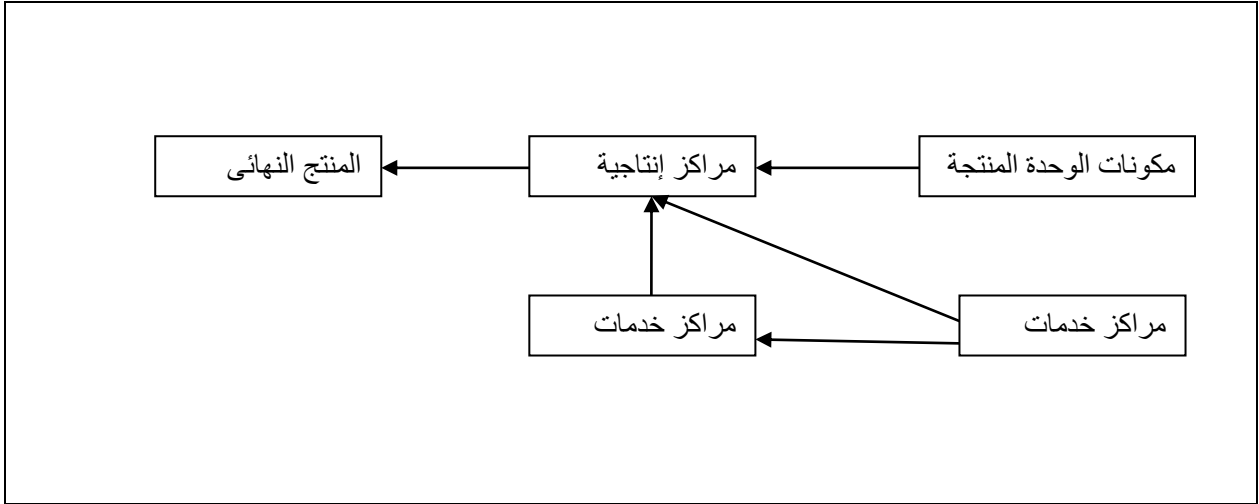 مكونات الوحدة المنتجة
مراكز إنتاجية
المنتج النهائى
مراكز خدمات
مراكز خدمات